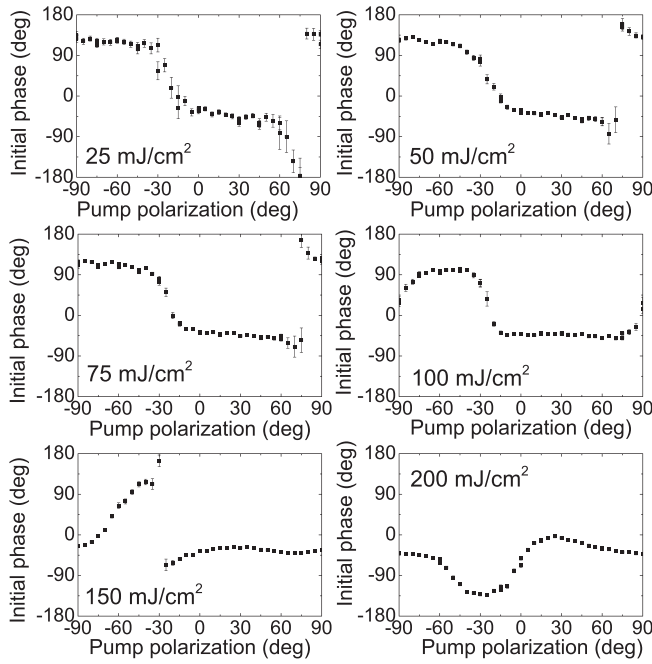 180
90
0
-90
-180
Initial phase (deg)
25 mJ/cm²
-90 -60 -30 0 30 60 90
Pump polarization (deg)
180
90
0
-90
-180
Initial phase (deg)
50 mJ/cm²
-90 -60 -30 0 30 60 90
Pump polarization (deg)
180
90
0
-90
-180
Initial phase (deg)
75 mJ/cm²
-90 -60 -30 0 30 60 90
Pump polarization (deg)
180
90
0
-90
-180
Initial phase (deg)
100 mJ/cm²
-90 -60 -30 0 30 60 90
Pump polarization (deg)
180
90
0
-90
-180
Initial phase (deg)
150 mJ/cm²
-90 -60 -30 0 30 60 90
Pump polarization (deg)
180
90
0
-90
-180
Initial phase (deg)
200 mJ/cm²
-90 -60 -30 0 30 60 90
Pump polarization (deg)